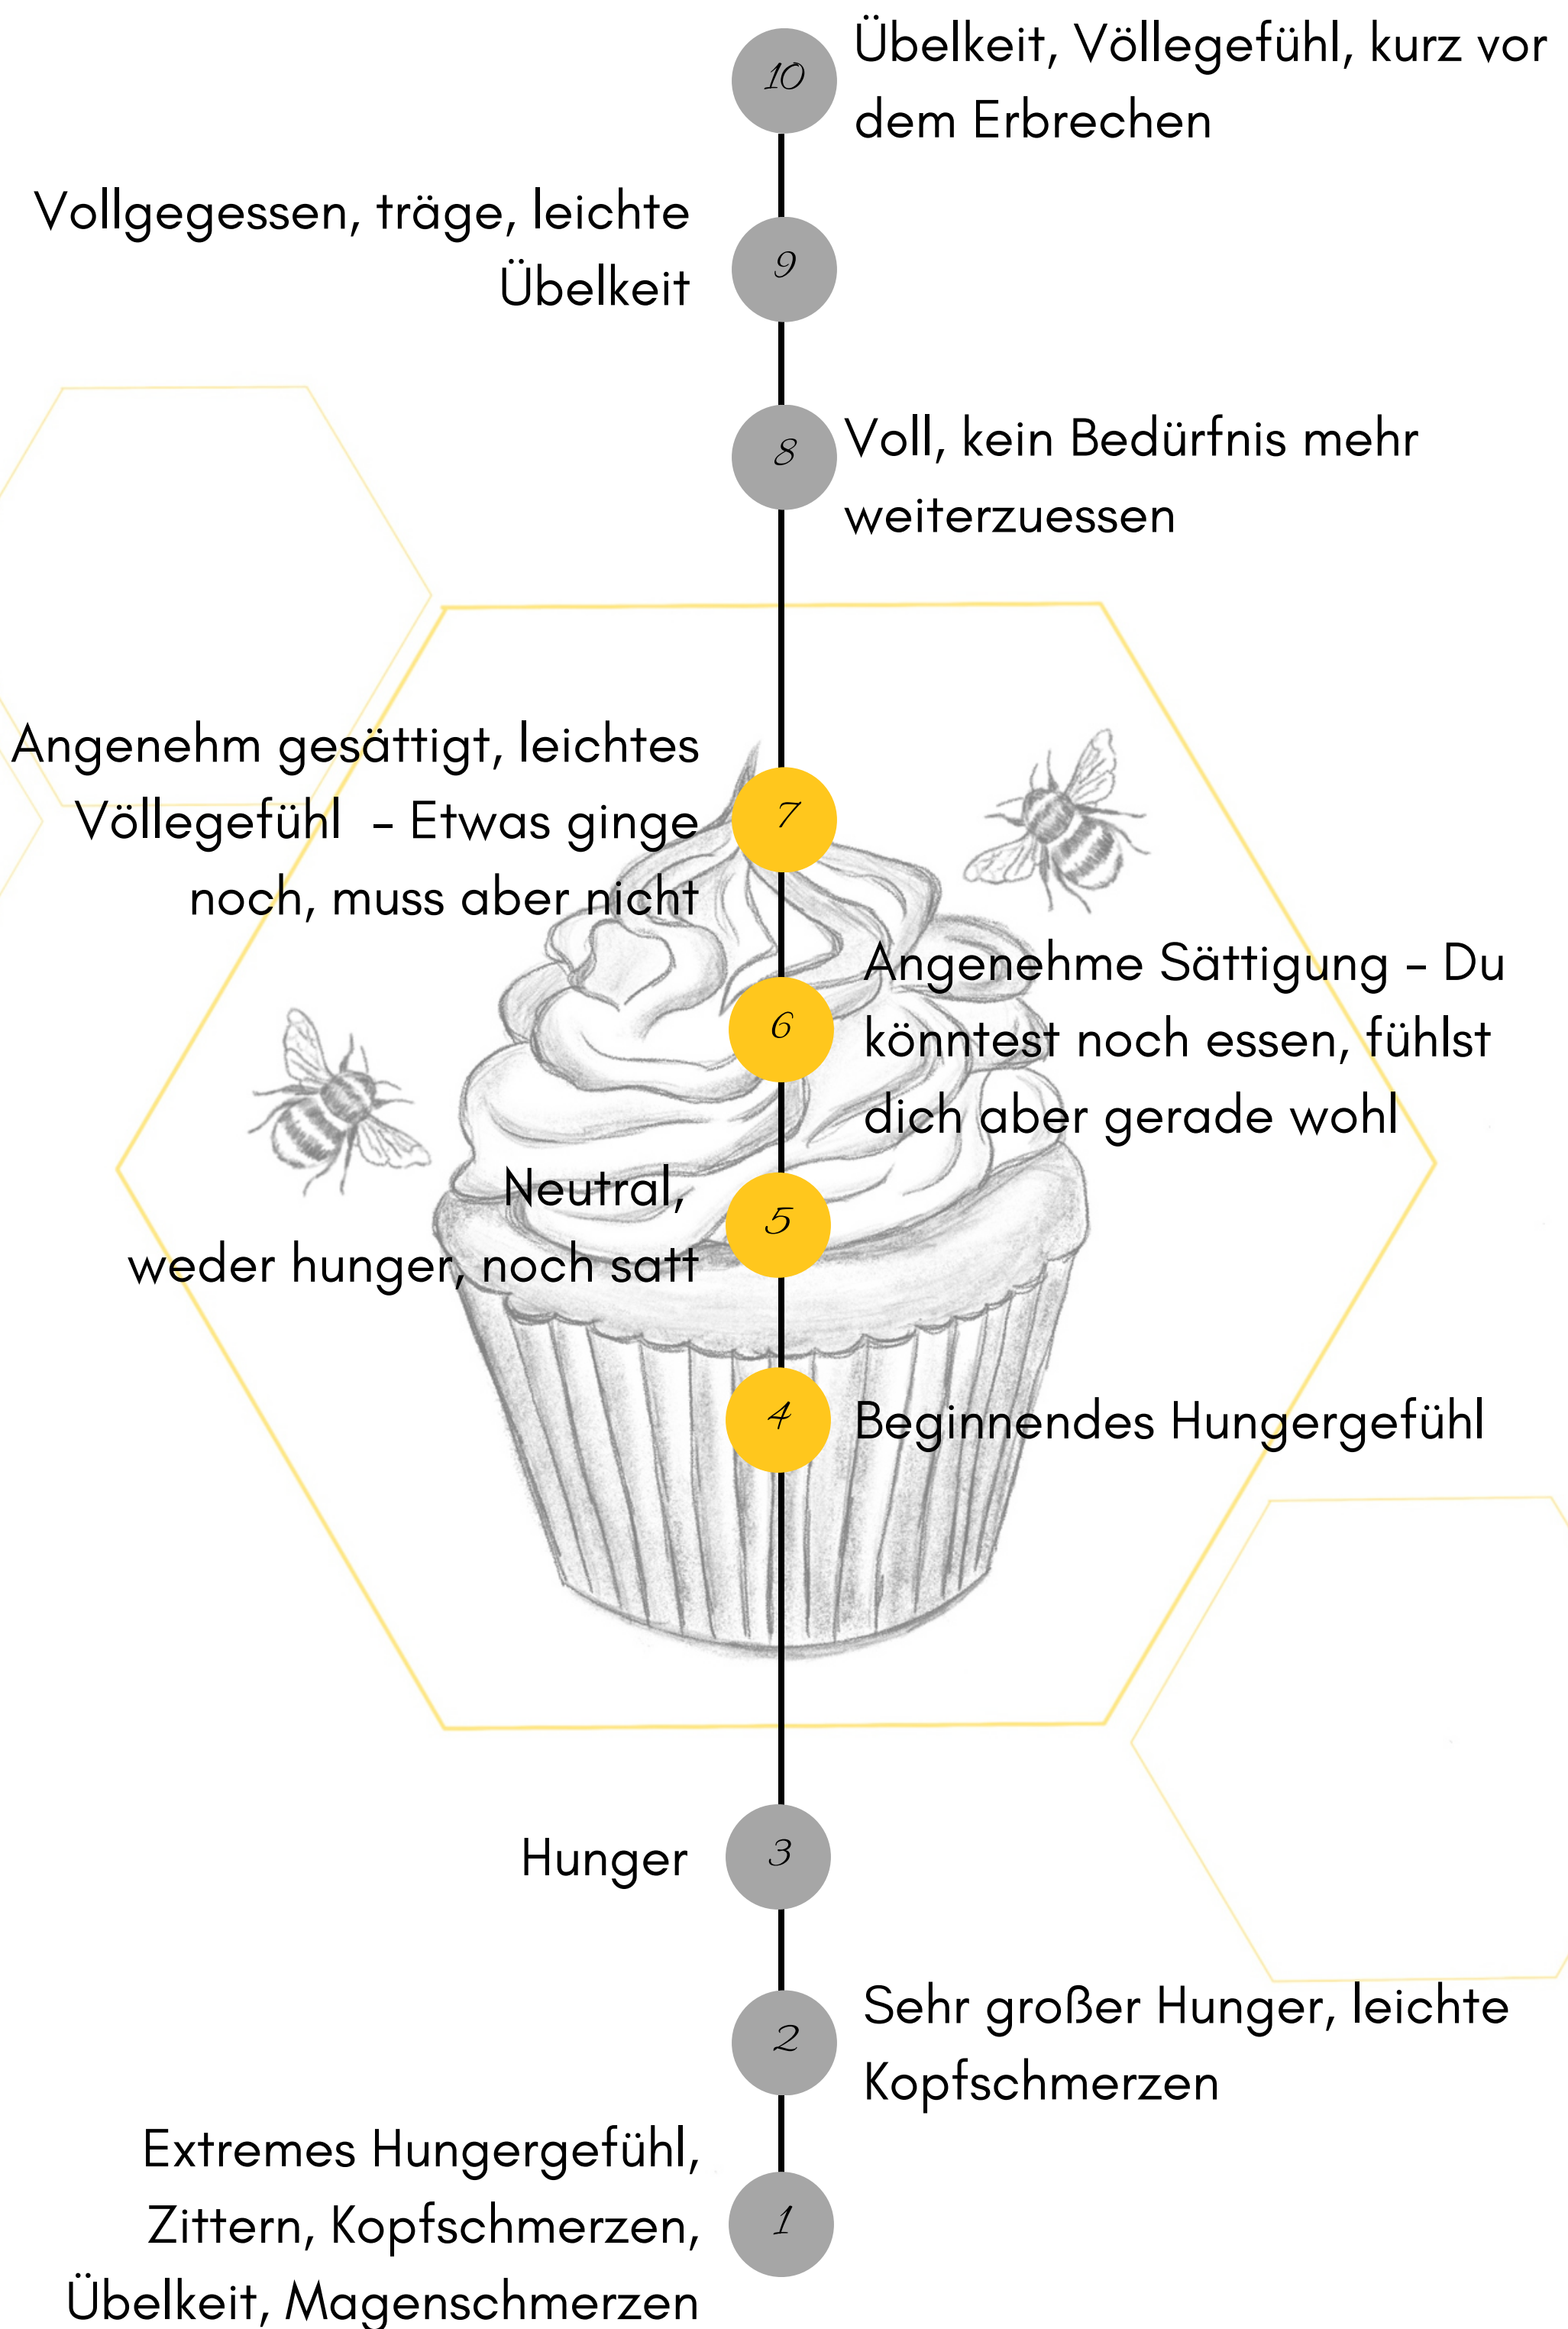 10
Übelkeit, Völlegefühl, kurz vor
dem Erbrechen
Vollgegessen, träge, leichte
Übelkeit
9
8
Voll, kein Bedürfnis mehr
weiterzuessen
Angenehm gesättigt, leichtes
Völlegefühl - Etwas ginge
noch, muss aber nicht
7
6
Angenehme Sättigung - Du
könntest noch essen, fühlst
dich aber gerade wohl
Neutral,
weder hunger, noch satt
5
4
Beginnendes Hungergefühl
Hunger
3
2
Sehr großer Hunger, leichte
Kopfschmerzen
Extremes Hungergefühl,
Zittern, Kopfschmerzen,
Übelkeit, Magenschmerzen
1